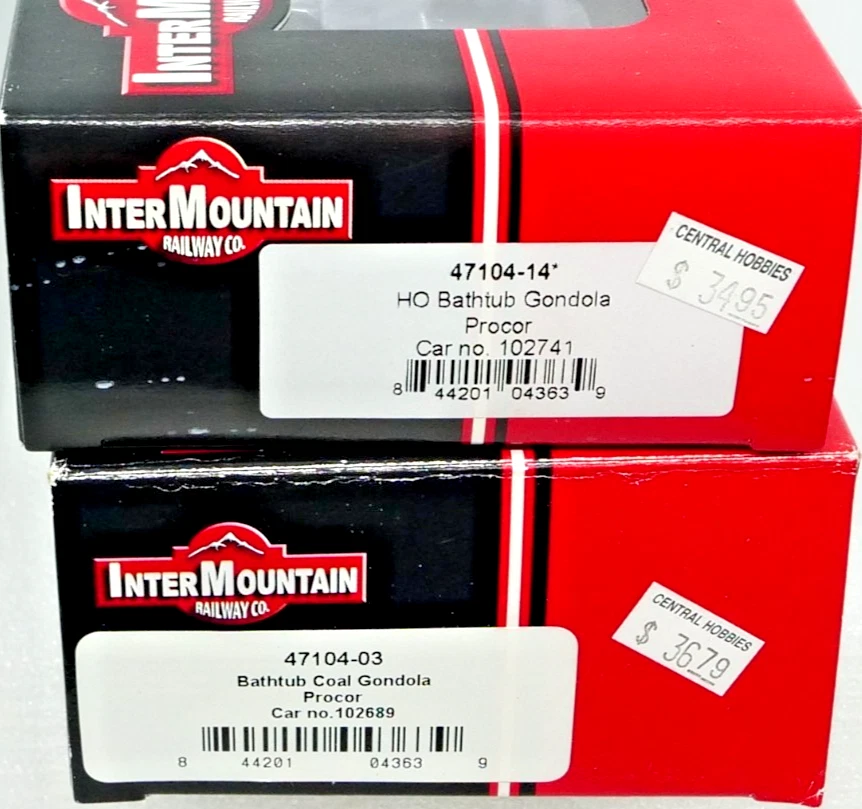 INTERM
INTERMOUNTAIN
RAILWAY CO.
CENTRAL HOBBIES
$ 3495
47104-14*
HO Bathtub Gondola
Procor
Car no. 102741
8 44201 04363 9
INTERMOUNTAIN
RAILWAY CO.
CENTRAL HOBBIES
$ 3679
47104-03
Bathtub Coal Gondola
Procor
Car no.102689
8 44201 04363 9